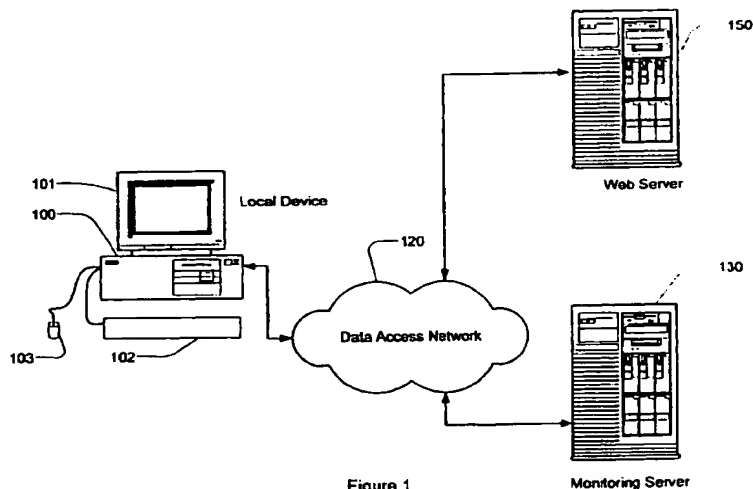 150
Web Server
101
100
Local Device
120
130
Data Access Network
103
102
Figure 1
Monitoring Server